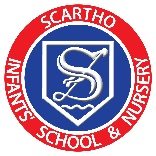 SCARTHO
S
INFANTS' SCHOOL & NURSERY